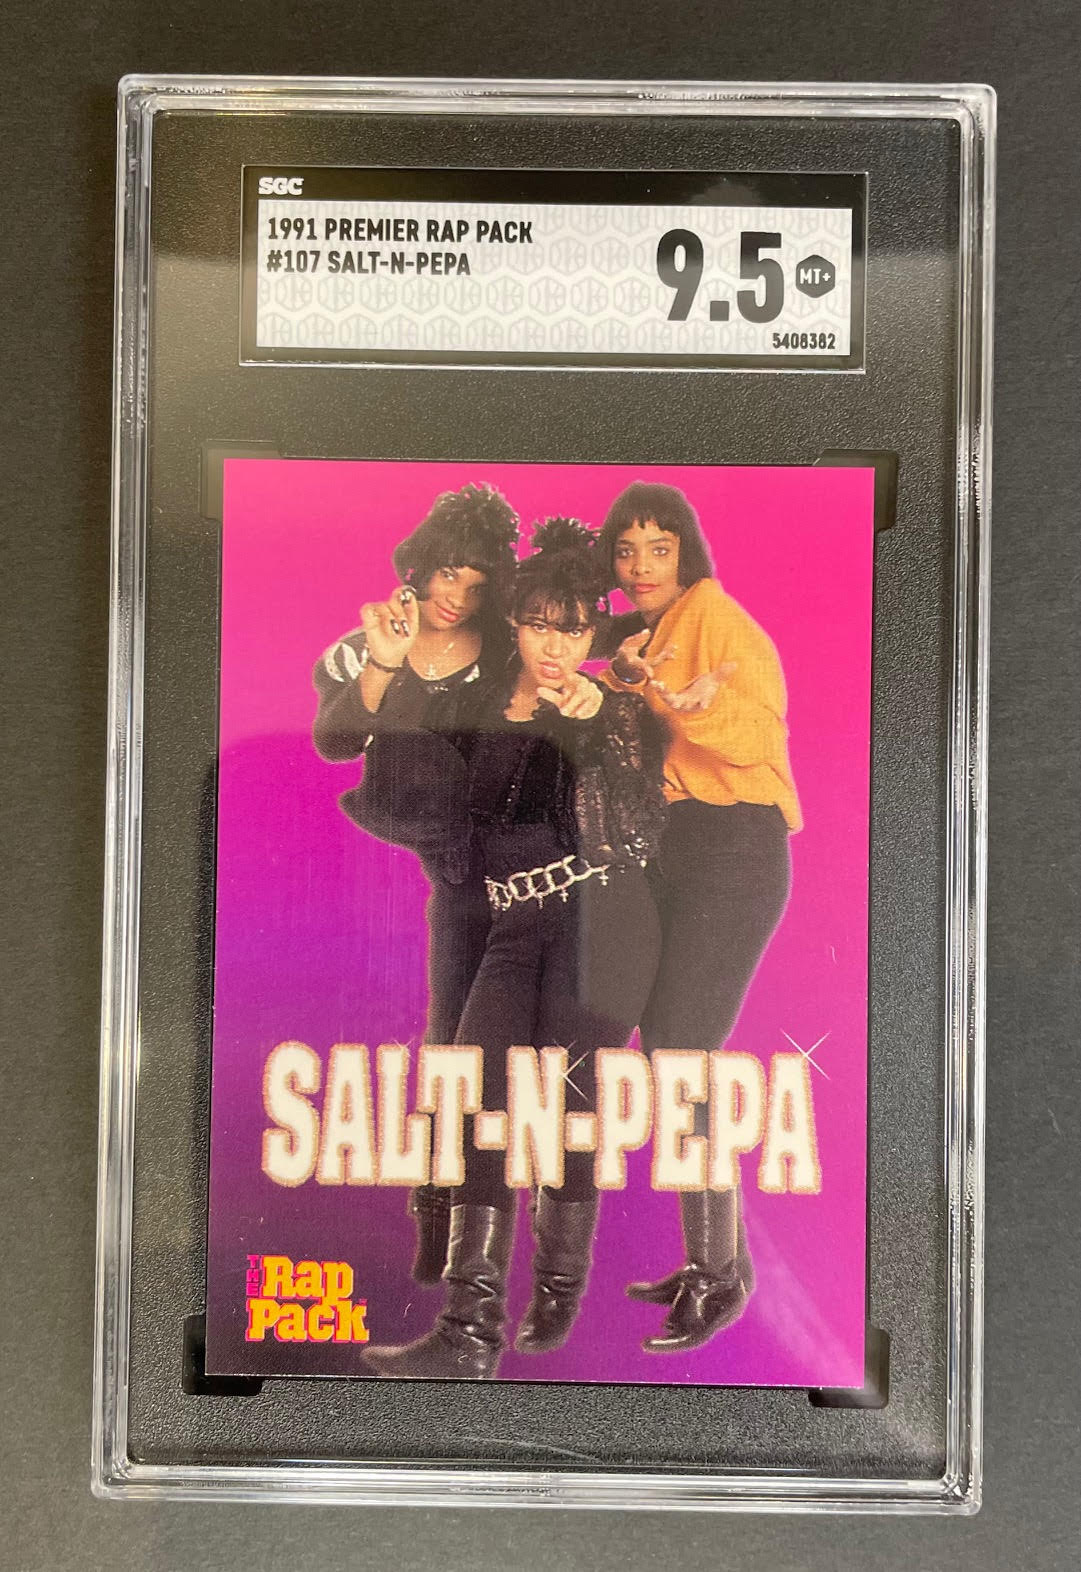 SGC
1991 PREMIER RAP PACK
#107 SALT-N-PEPA
9.5 MT+
5408382
SALT-N-PEPA
THE
Rap
Pack